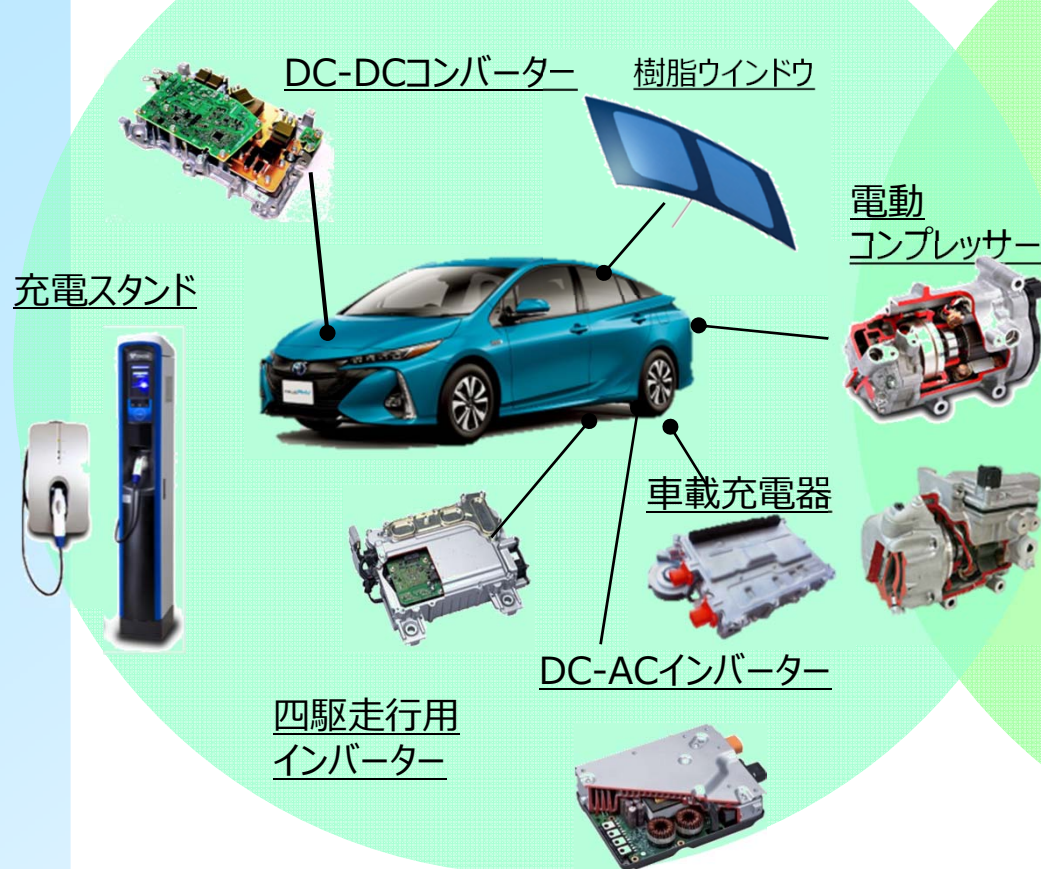 DC-DCコンバーター
樹脂ウインドウ
電動
コンプレッサー
充電スタンド
車載充電器
DC-ACインバーター
四駆走行用
インバーター